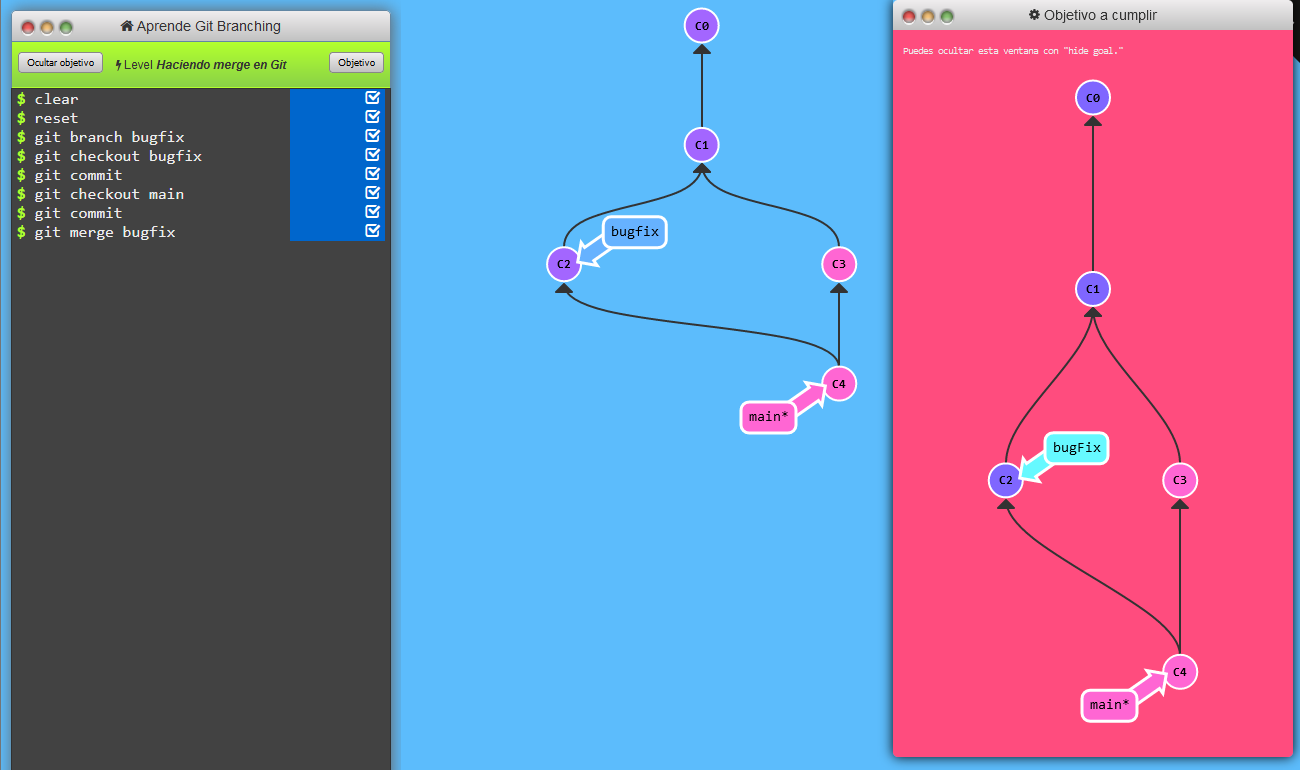 Aprende Git Branching
Ocultar objetivo
Level Haciendo merge en Git
Objetivo
$ clear
$ reset
$ git branch bugfix
$ git checkout bugfix
$ git commit
$ git checkout main
$ git commit
$ git merge bugfix
C0
C1
bugfix
C2
C3
C4
main*
Objetivo a cumplir
Puedes ocultar esta ventana con "hide goal."
C0
C1
bugFix
C2
C3
C4
main*